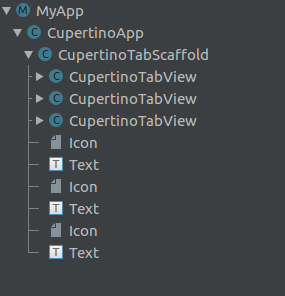 M MyApp
C CupertinoApp
C CupertinoTabScaffold
C CupertinoTabView
C CupertinoTabView
C CupertinoTabView
Icon
T Text
Icon
T Text
Icon
T Text